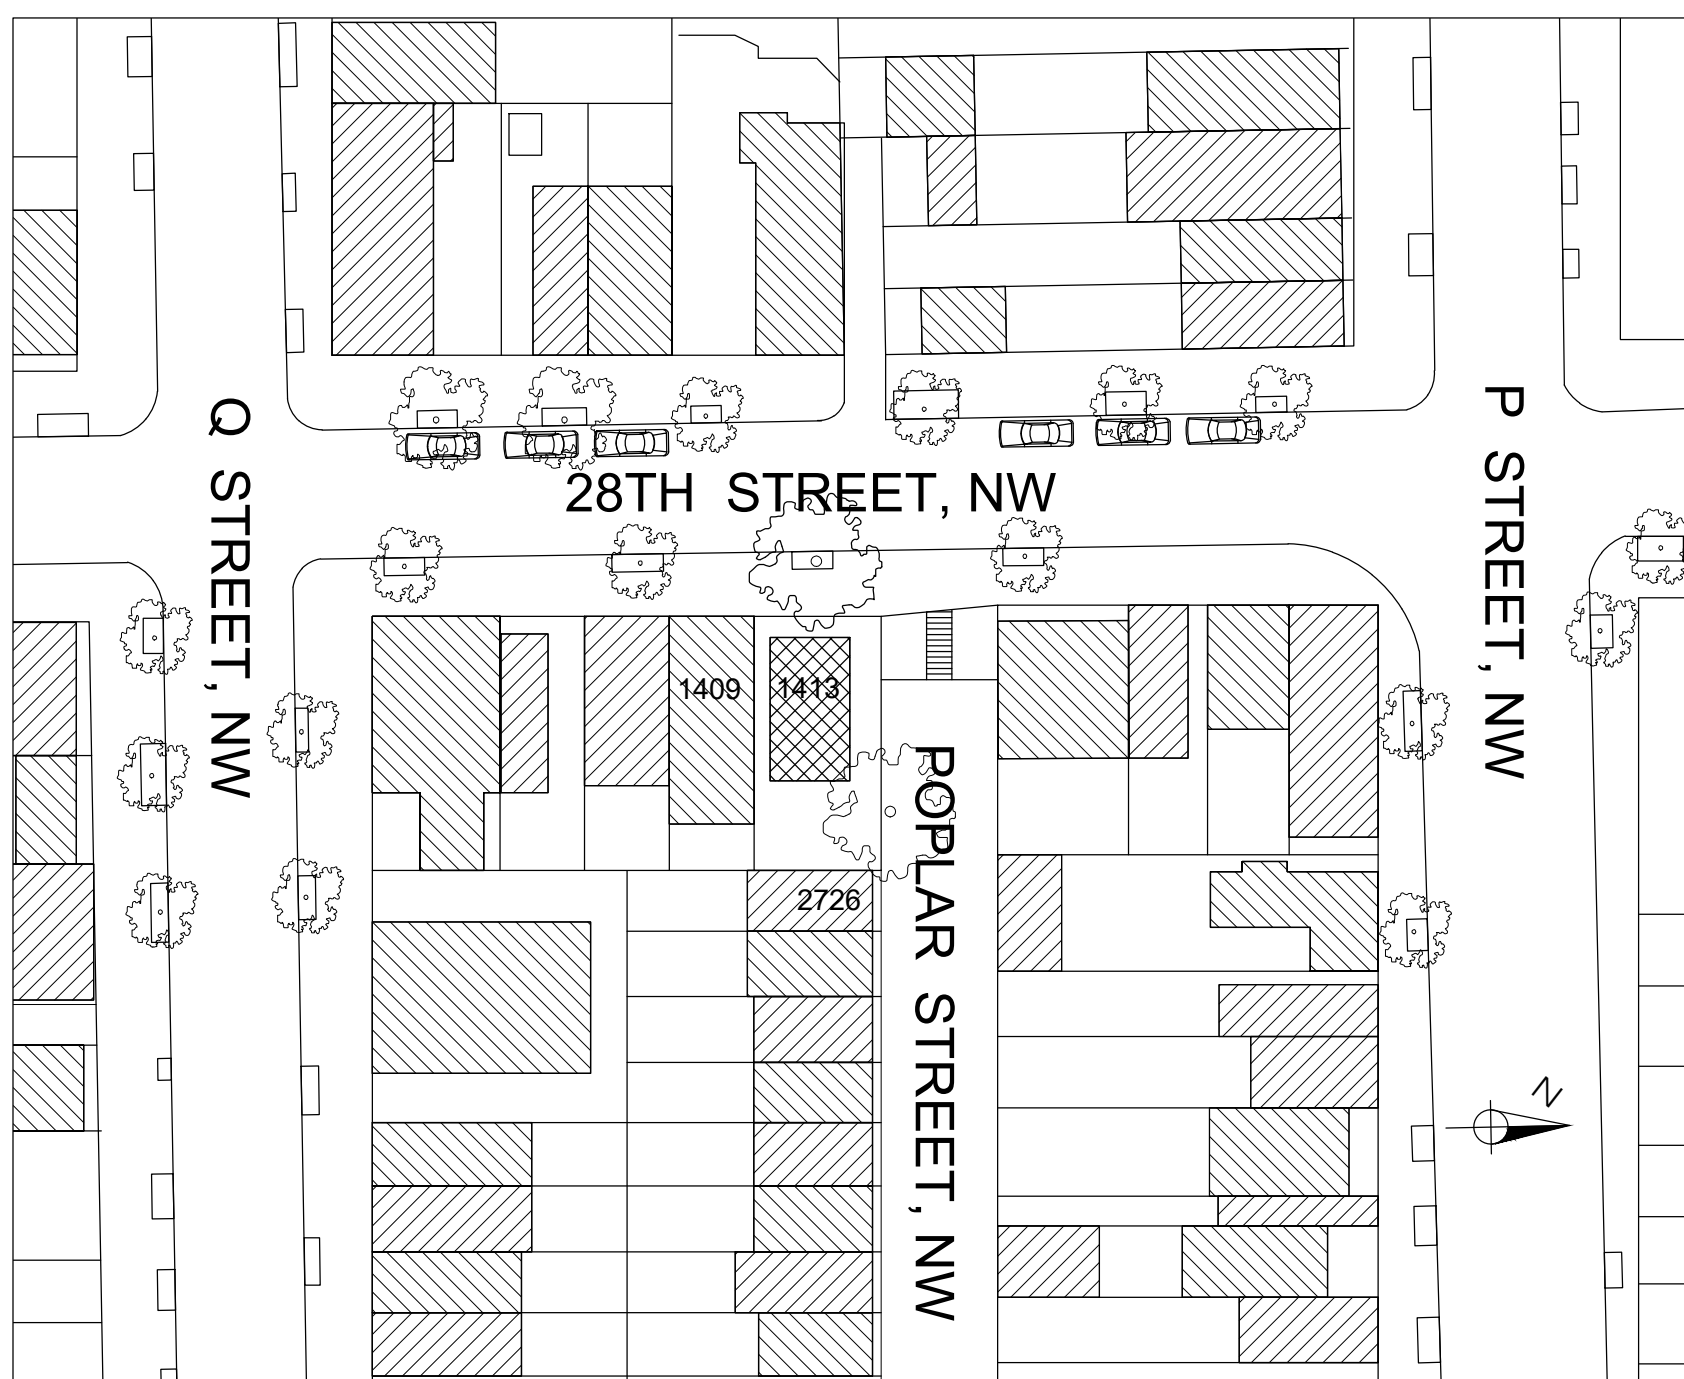 Q STREET, NW
28TH STREET, NW
P STREET, NW
1409
1413
POPLAR STREET, NW
2726
N